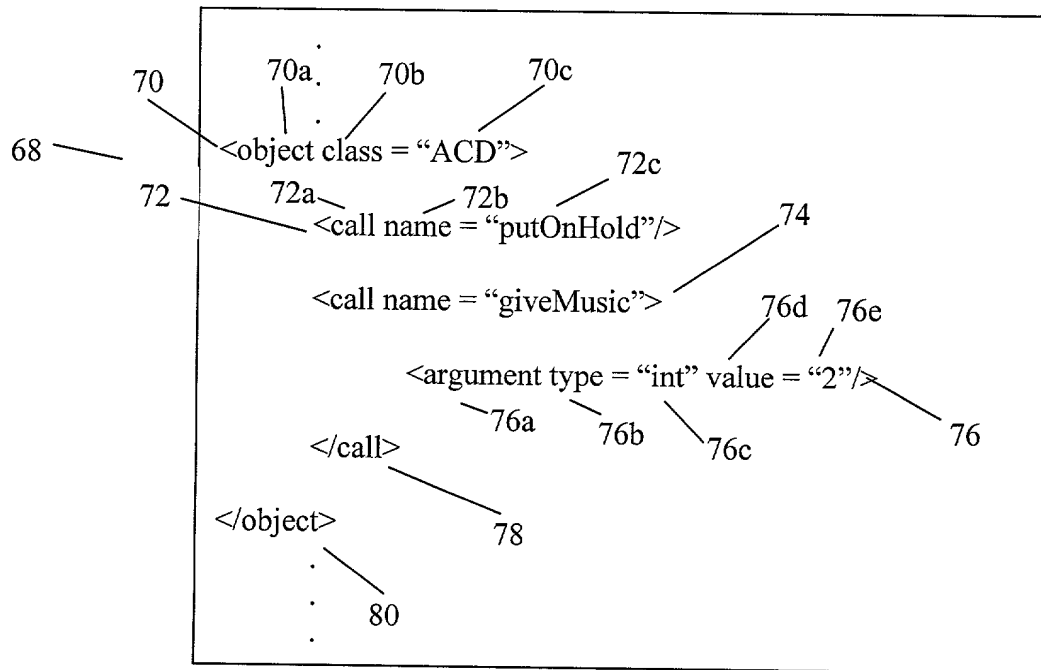 70a 70b 70c
70
<object class = “ACD”>
68
72a 72b 72c
72
<call name = “putOnHold”/>
74
<call name = “giveMusic”>
76d 76e
<argument type = “int” value = “2”/>
76a 76b 76c 76
</call>
78
</object>
80